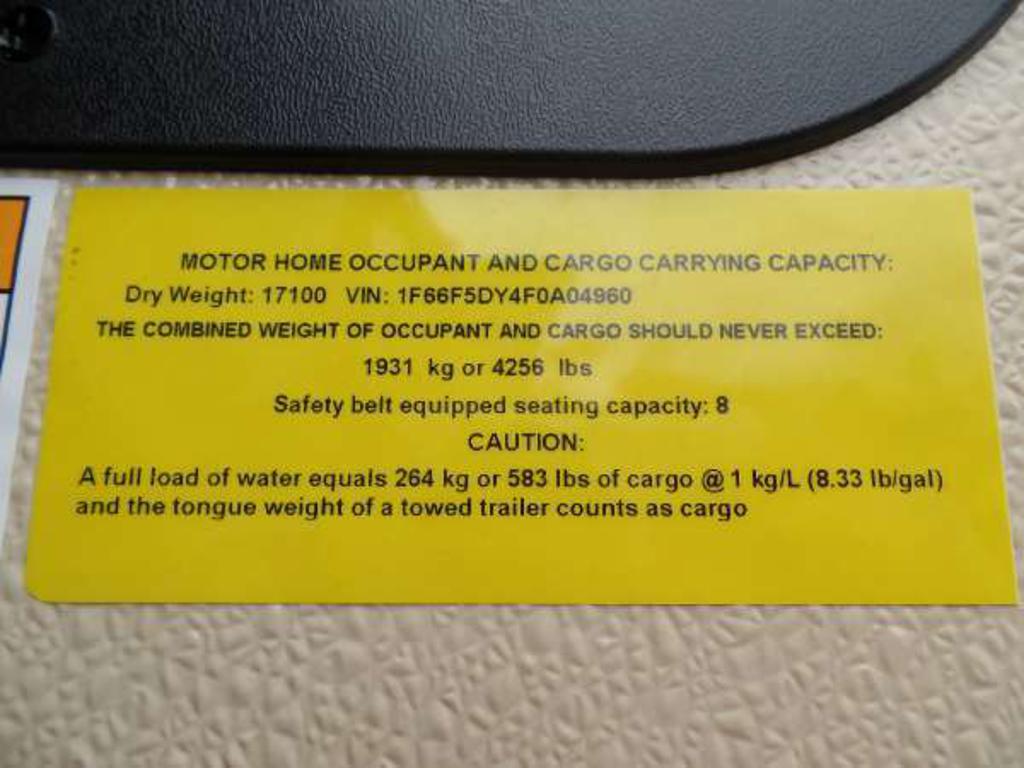 MOTOR HOME OCCUPANT AND CARGO CARRYING CAPACITY:
Dry Weight: 17100 VIN: 1F66F5DY4F0A04960
THE COMBINED WEIGHT OF OCCUPANT AND CARGO SHOULD NEVER EXCEED:
1931 kg or 4256 lbs
Safety belt equipped seating capacity: 8
CAUTION:
A full load of water equals 264 kg or 583 lbs of cargo @ 1 kg/L (8.33 lb/gal)
and the tongue weight of a towed trailer counts as cargo